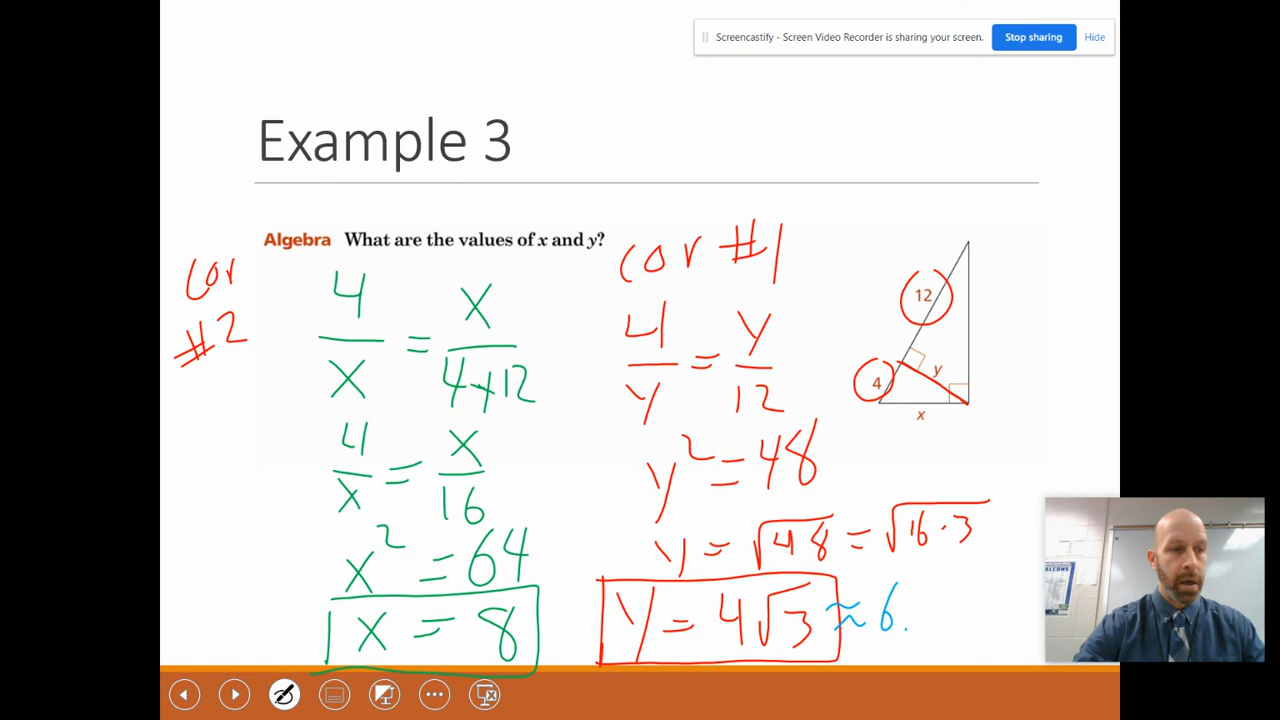 Screencastify - Screen Video Recorder is sharing your screen. Stop sharing Hide
Example 3
Algebra What are the values of x and y?
Cor
#2
4/x = x/(4+12)
4/x = x/16
x² = 64
x = 8
Cor #1
4/y = y/12
y² = 48
y = √48 = √16·3
y = 4√3 ≈ 6.
12
4
y
x